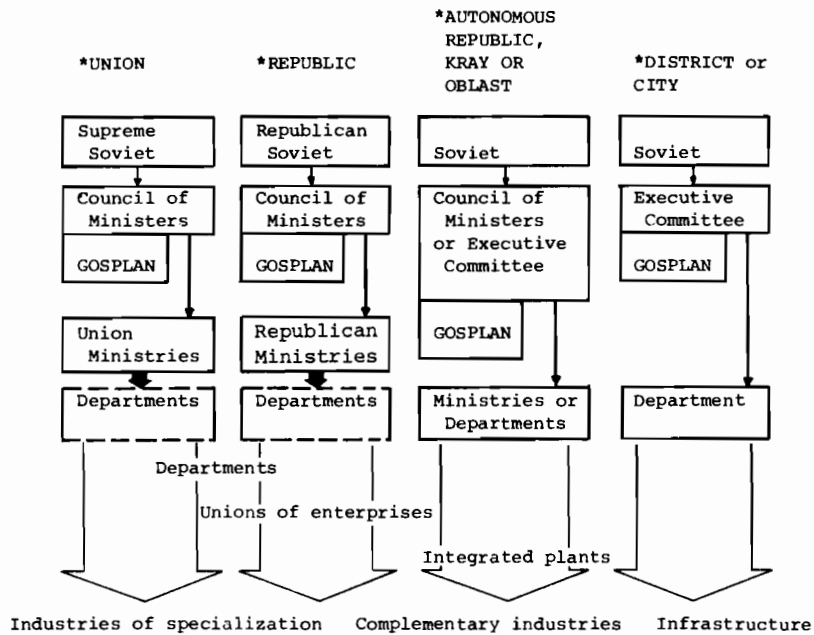 *UNION
*REPUBLIC
*AUTONOMOUS
REPUBLIC,
KRAY OR
OBLAST
*DISTRICT or
CITY
Supreme
Soviet
Republican
Soviet
Soviet
Soviet
Council of
Ministers
Council of
Ministers
Council of
Ministers
or Executive
Committee
Executive
Committee
GOSPLAN
GOSPLAN
GOSPLAN
GOSPLAN
Union
Ministries
Republican
Ministries
Departments
Departments
Ministries or
Departments
Department
Departments
Unions of enterprises
Integrated plants
Industries of specialization Complementary industries Infrastructure